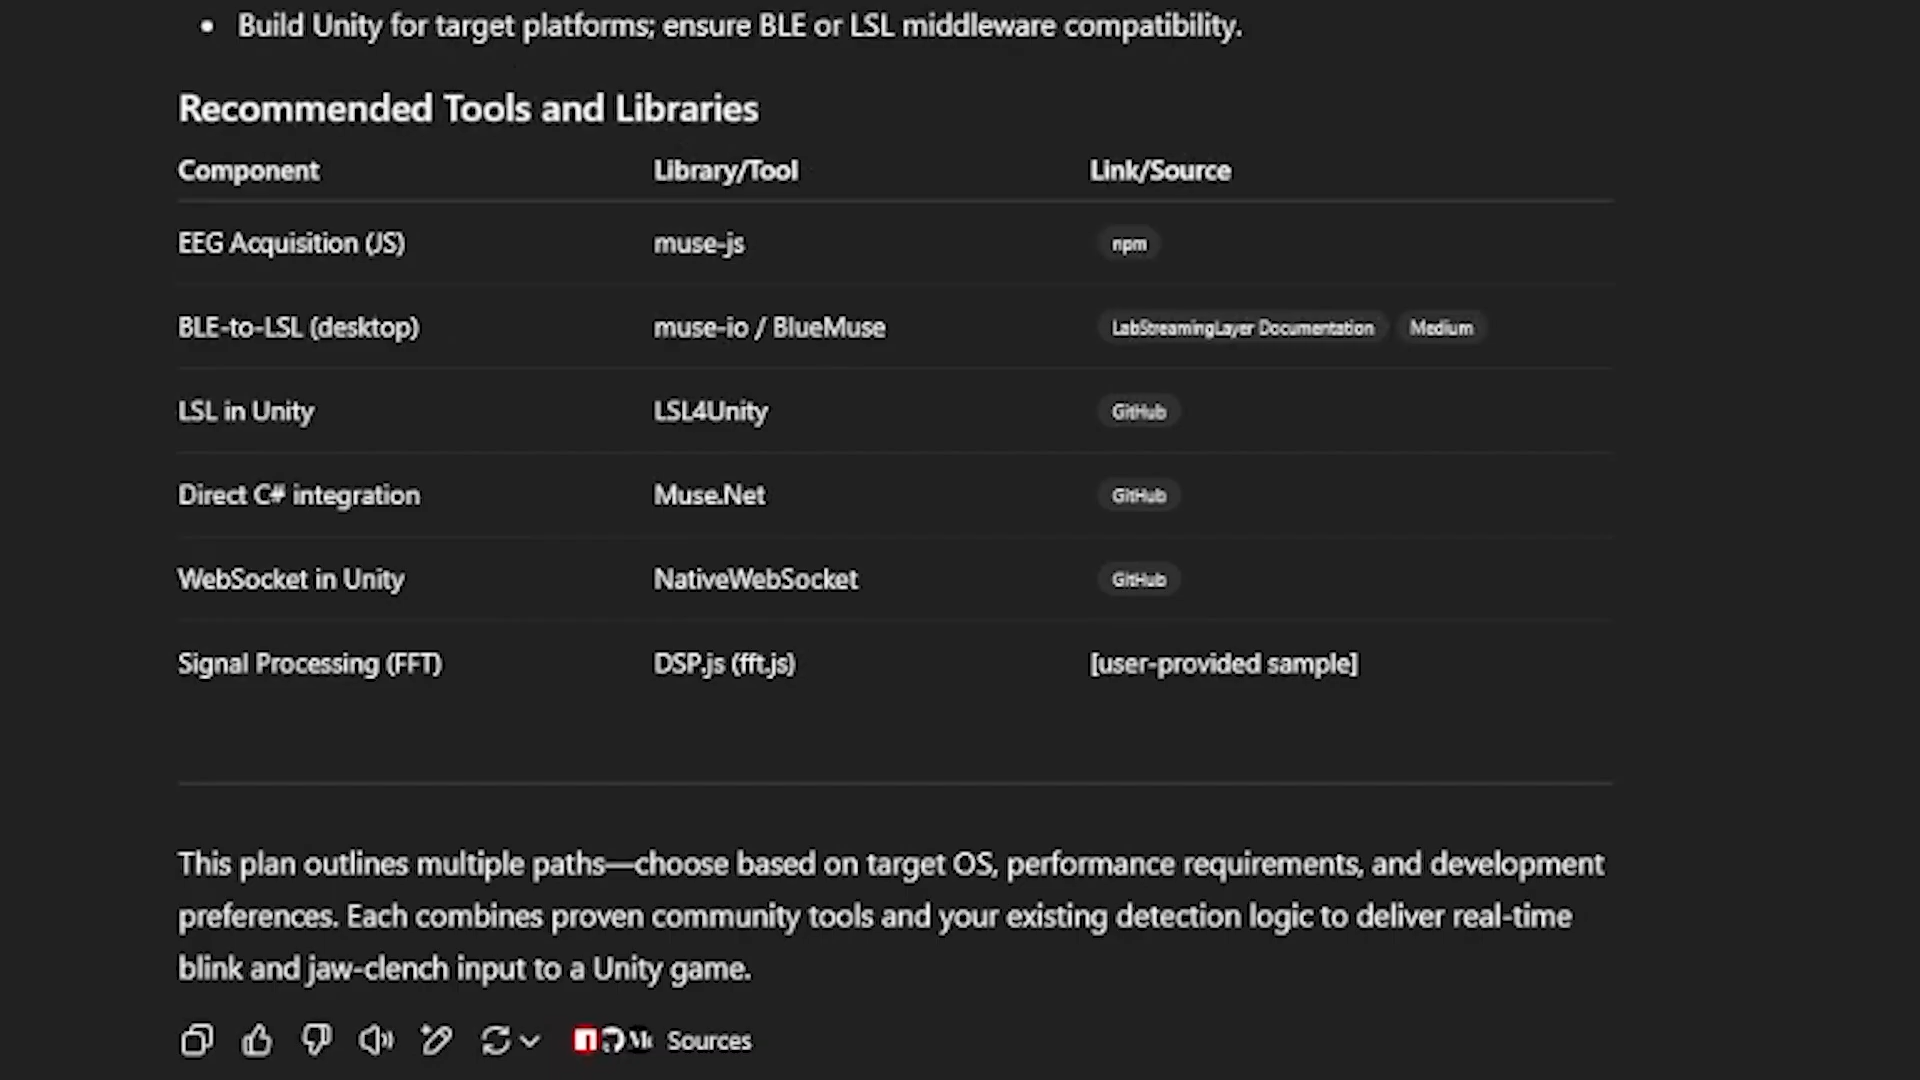 • Build Unity for target platforms; ensure BLE or LSL middleware compatibility.
Recommended Tools and Libraries
Component Library/Tool Link/Source
EEG Acquisition (JS) muse-js npm
BLE-to-LSL (desktop) muse-io / BlueMuse LabStreamingLayer Documentation Medium
LSL in Unity LSL4Unity GitHub
Direct C# integration Muse.Net GitHub
WebSocket in Unity NativeWebSocket GitHub
Signal Processing (FFT) DSP.js (fft.js) [user-provided sample]
This plan outlines multiple paths—choose based on target OS, performance requirements, and development
preferences. Each combines proven community tools and your existing detection logic to deliver real-time
blink and jaw-clench input to a Unity game.
Sources